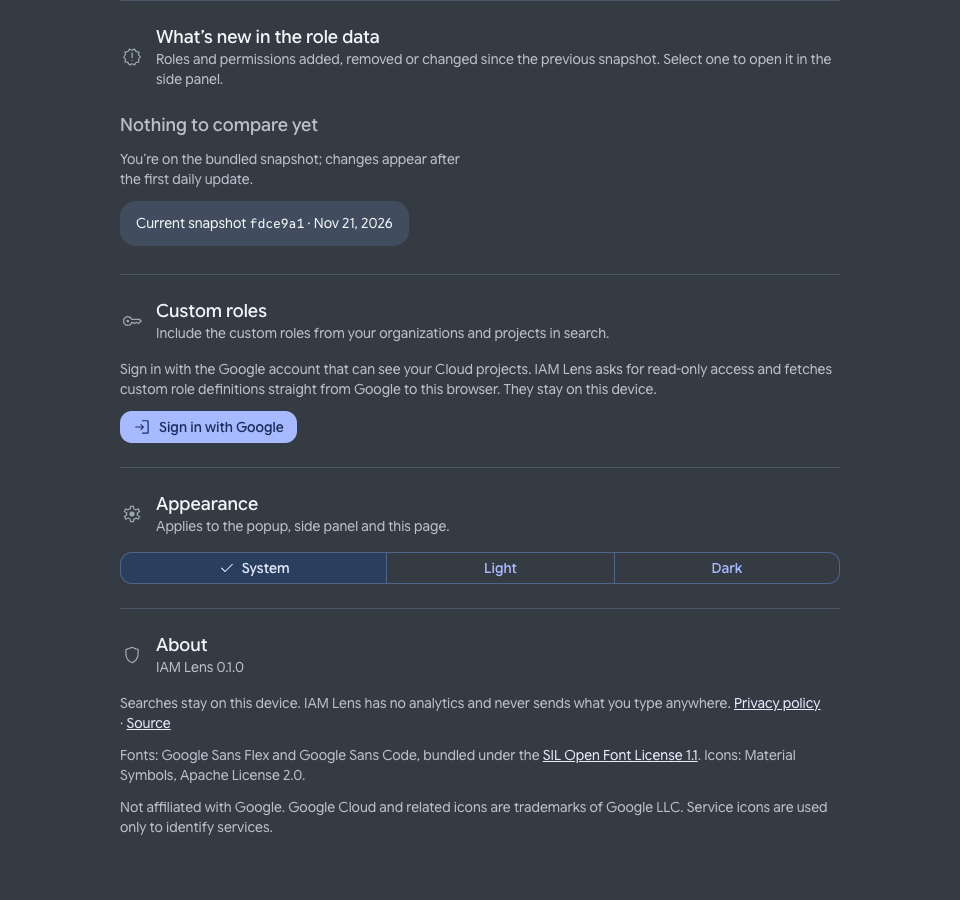 What's new in the role data
Roles and permissions added, removed or changed since the previous snapshot. Select one to open it in the
side panel.
Nothing to compare yet
You're on the bundled snapshot; changes appear after
the first daily update.
Current snapshot fdce9a1 · Nov 21, 2026
Custom roles
Include the custom roles from your organizations and projects in search.
Sign in with the Google account that can see your Cloud projects. IAM Lens asks for read-only access and fetches
custom role definitions straight from Google to this browser. They stay on this device.
Sign in with Google
Appearance
Applies to the popup, side panel and this page.
System Light Dark
About
IAM Lens 0.1.0
Searches stay on this device. IAM Lens has no analytics and never sends what you type anywhere. Privacy policy
· Source
Fonts: Google Sans Flex and Google Sans Code, bundled under the SIL Open Font License 1.1. Icons: Material
Symbols, Apache License 2.0.
Not affiliated with Google. Google Cloud and related icons are trademarks of Google LLC. Service icons are used
only to identify services.